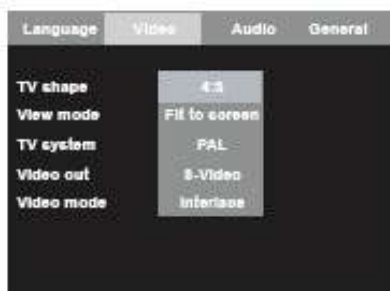 Language Video Audio General
TV shape 4:3
View mode Fit to screen
TV system PAL
Video out S-Video
Video mode Interlace